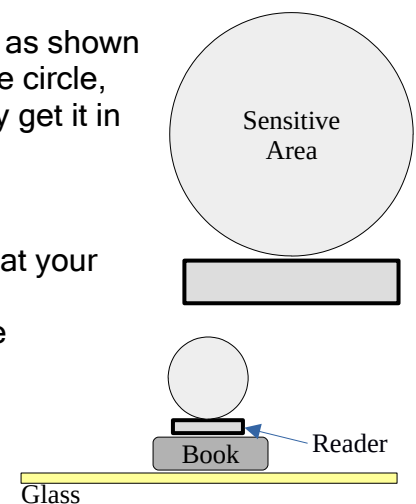 as shown
e circle,
y get it in
Sensitive
Area
at your
e
Reader
Book
Glass